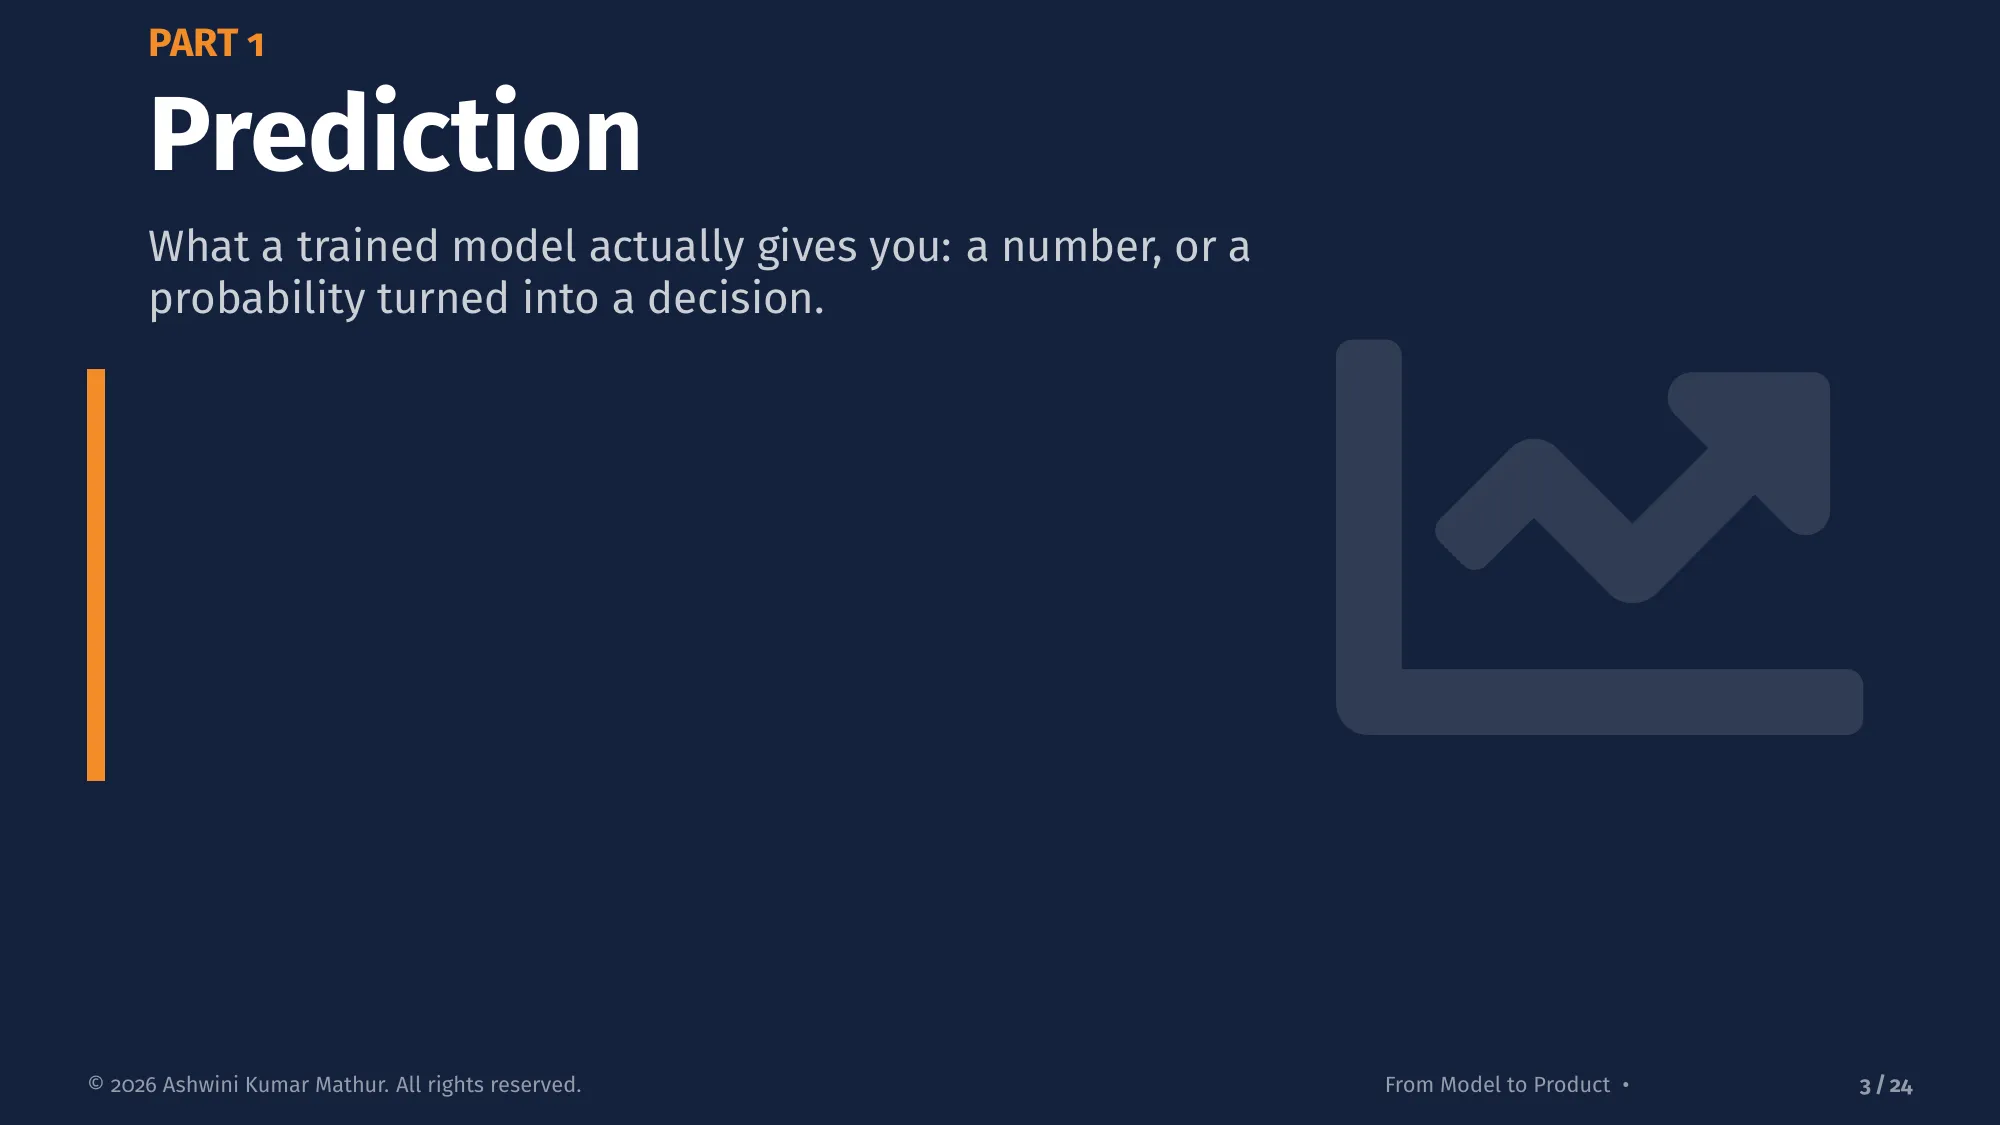 PART 1
Prediction
What a trained model actually gives you: a number, or a
probability turned into a decision.
© 2026 Ashwini Kumar Mathur. All rights reserved.
From Model to Product •
3 / 24